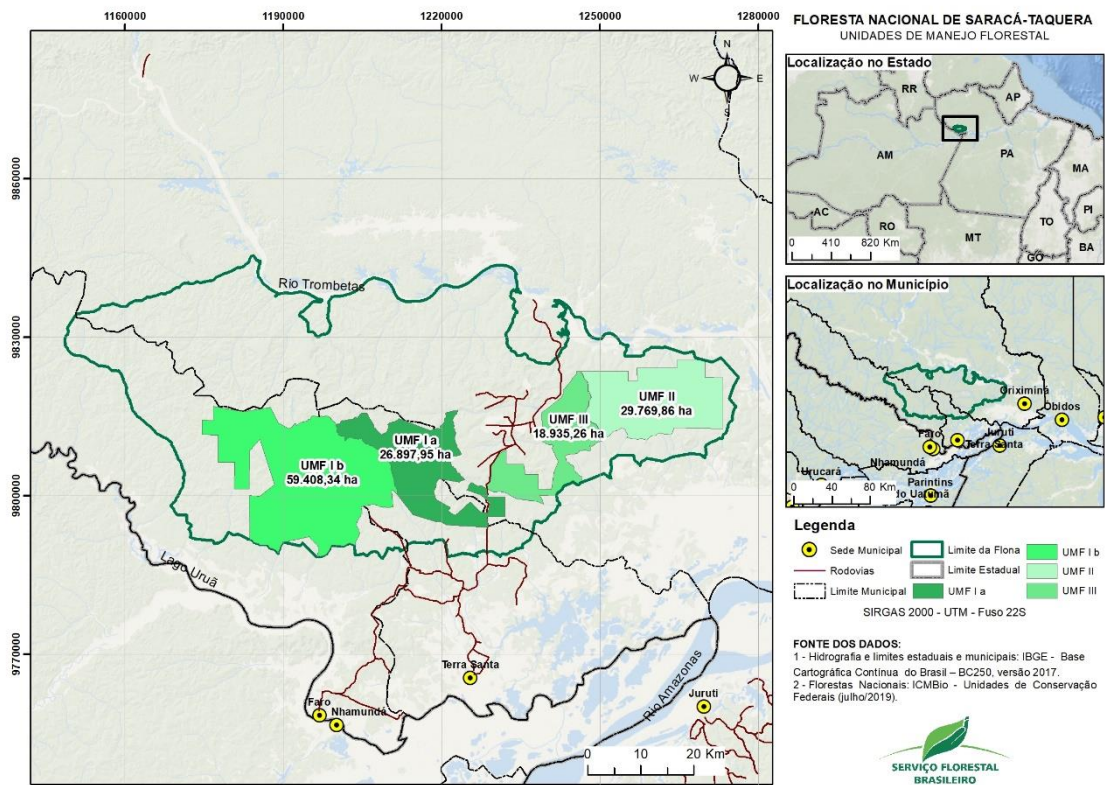 1160000
1190000
1220000
1250000
1280000
9860000
9830000
9800000
9770000
N
W
E
S
Rio Trombetas
UMF II
29.769,86 ha
UMF III
18.935,26 ha
UMF I a
26.897,95 ha
UMF I b
59.408,34 ha
Lago Uruã
Terra Santa
Faro
Nhamundá
Rio Amazonas
Juruti
0 10 20 Km
FLORESTA NACIONAL DE SARACÁ-TAQUERA
UNIDADES DE MANEJO FLORESTAL
Localização no Estado
RR
AP
AM
PA
MA
AC
RO
MT
TO
PI
BA
GO
0 410 820 Km
Localização no Município
Oriximiná
Óbidos
Juruti
Faro
Terra Santa
Nhamundá
Urucará
Parintins
0 40 80 Km
Legenda
Sede Municipal
Rodovias
Limite Municipal
Limite da Flona
Limite Estadual
UMF I a
UMF I b
UMF II
UMF III
SIRGAS 2000 - UTM - Fuso 22S
FONTE DOS DADOS:
1 - Hidrografia e limites estaduais e municipais: IBGE - Base
Cartográfica Contínua do Brasil – BC250, versão 2017.
2 - Florestas Nacionais: ICMBio - Unidades de Conservação
Federais (julho/2019).
SERVIÇO FLORESTAL
BRASILEIRO